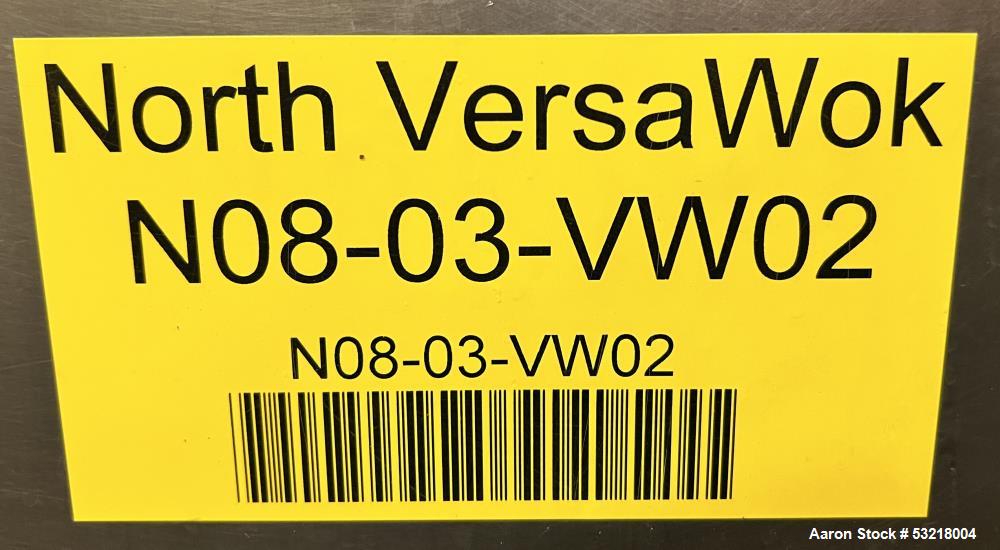 North VersaWok
N08-03-VW02
N08-03-VW02
Aaron Stock # 53218004